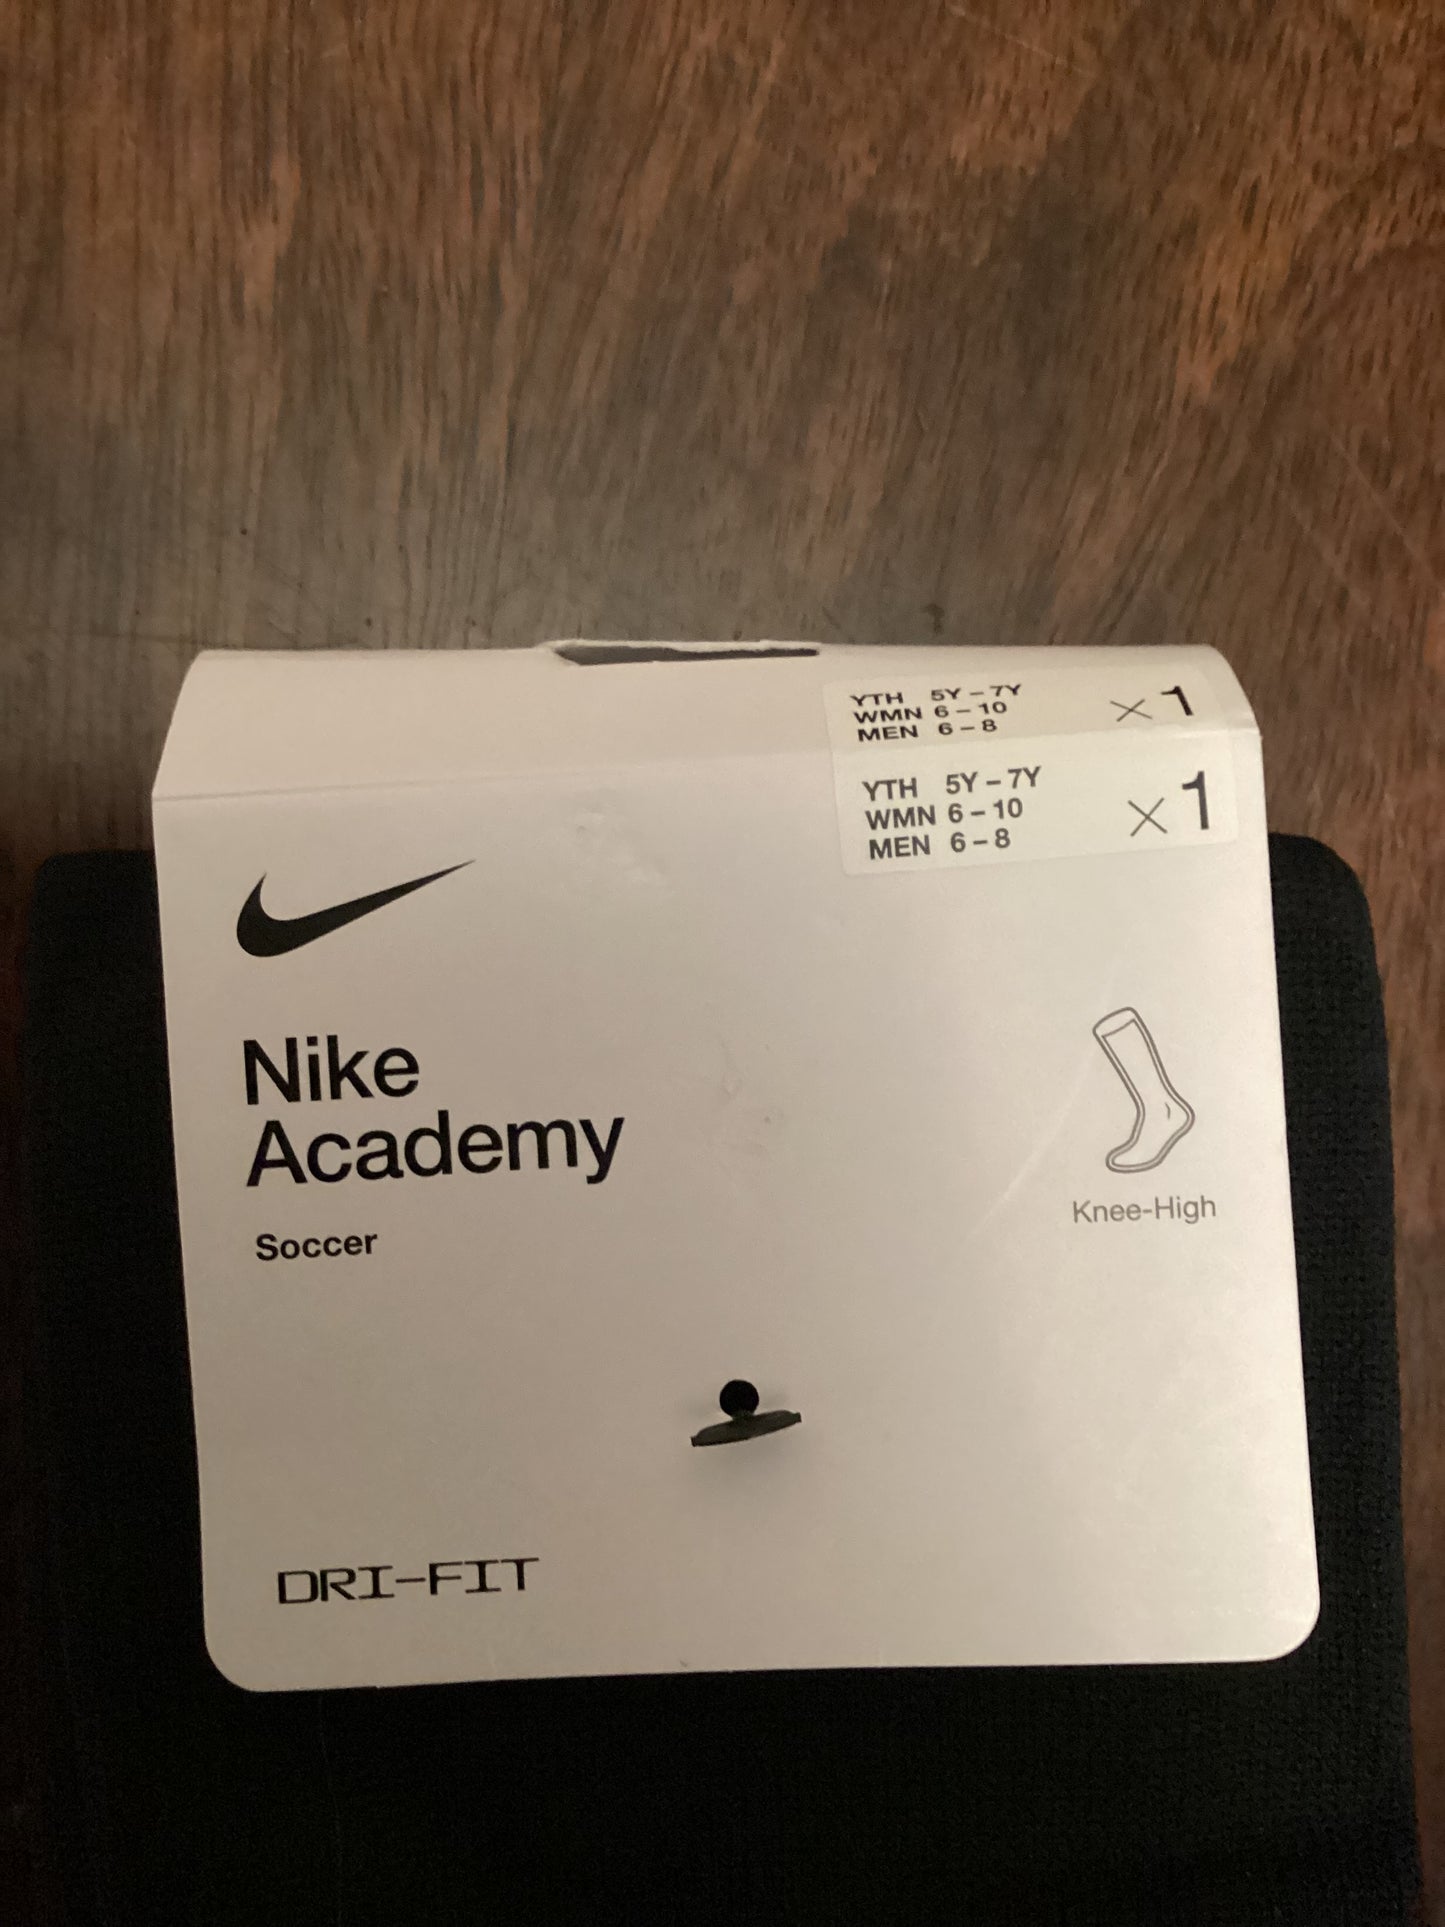 YTH 5Y – 7Y
WMN 6 – 10 × 1
MEN 6 – 8
YTH 5Y – 7Y
WMN 6 – 10 × 1
MEN 6 – 8
Nike
Academy
Soccer
Knee-High
DRI-FIT